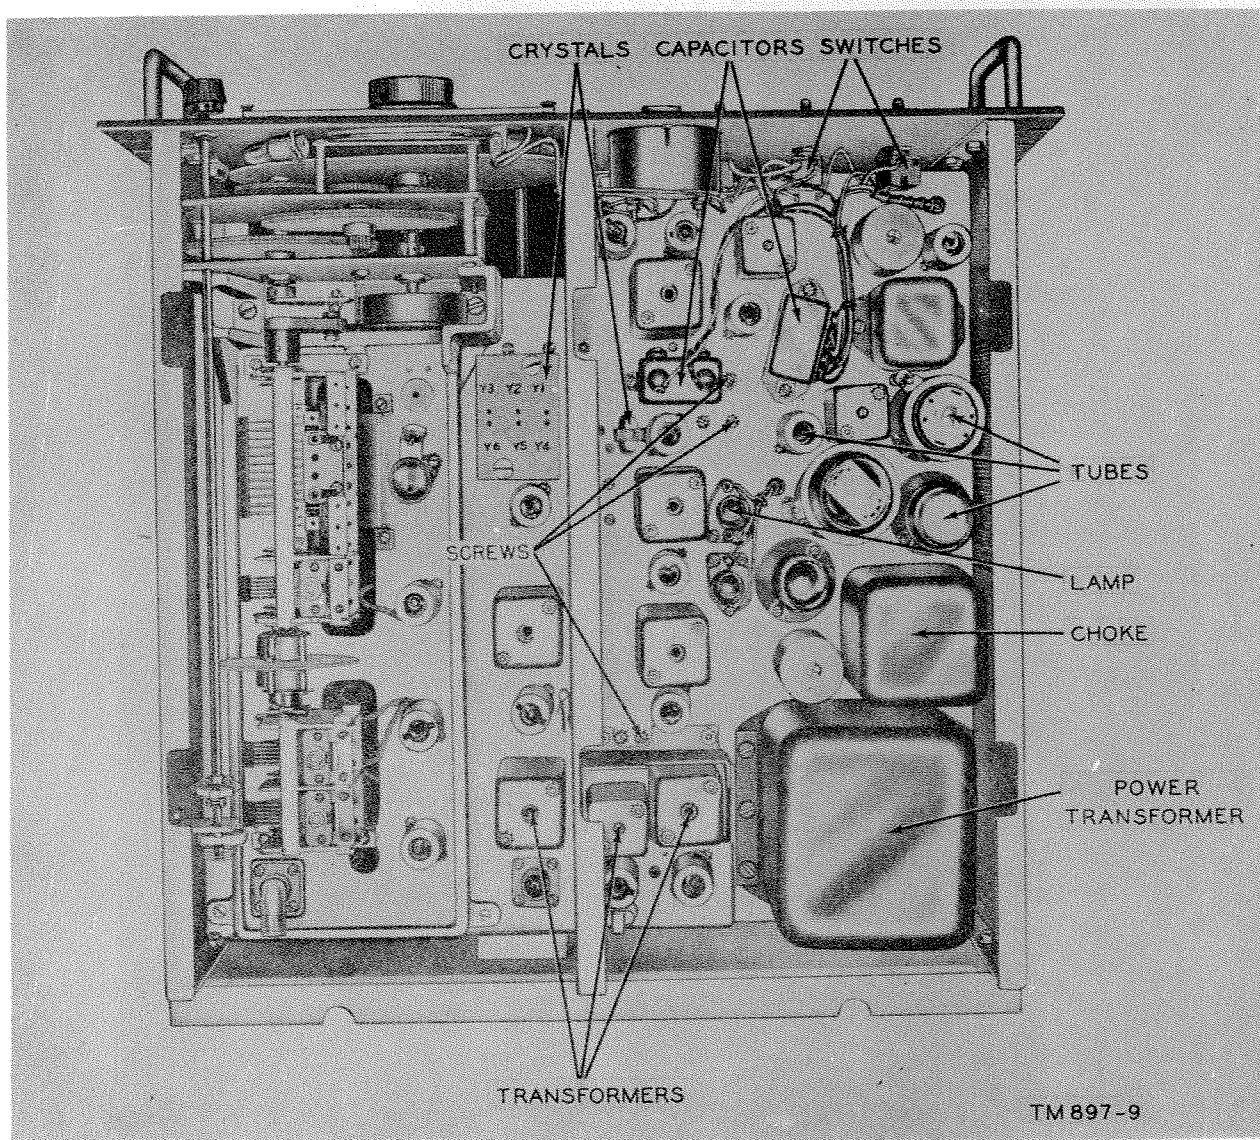 CRYSTALS CAPACITORS SWITCHES
Y3 Y2 Y1
Y6 Y5 Y4
TUBES
SCREWS
LAMP
CHOKE
POWER
TRANSFORMER
TRANSFORMERS
TM 897-9